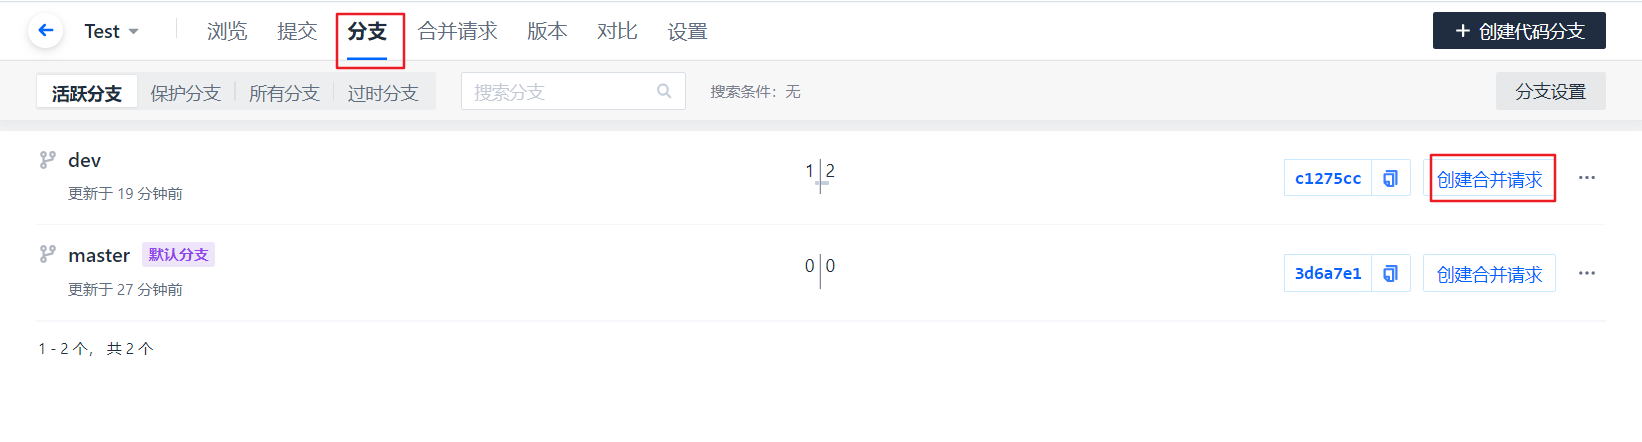 Test 浏览 提交 分支 合并请求 版本 对比 设置 + 创建代码分支
活跃分支 保护分支 所有分支 过时分支 搜索分支 搜索条件：无 分支设置
dev 1 2 c1275cc 创建合并请求 ···
更新于 19 分钟前
master 默认分支 0 0 3d6a7e1 创建合并请求 ···
更新于 27 分钟前
1 - 2 个， 共 2 个